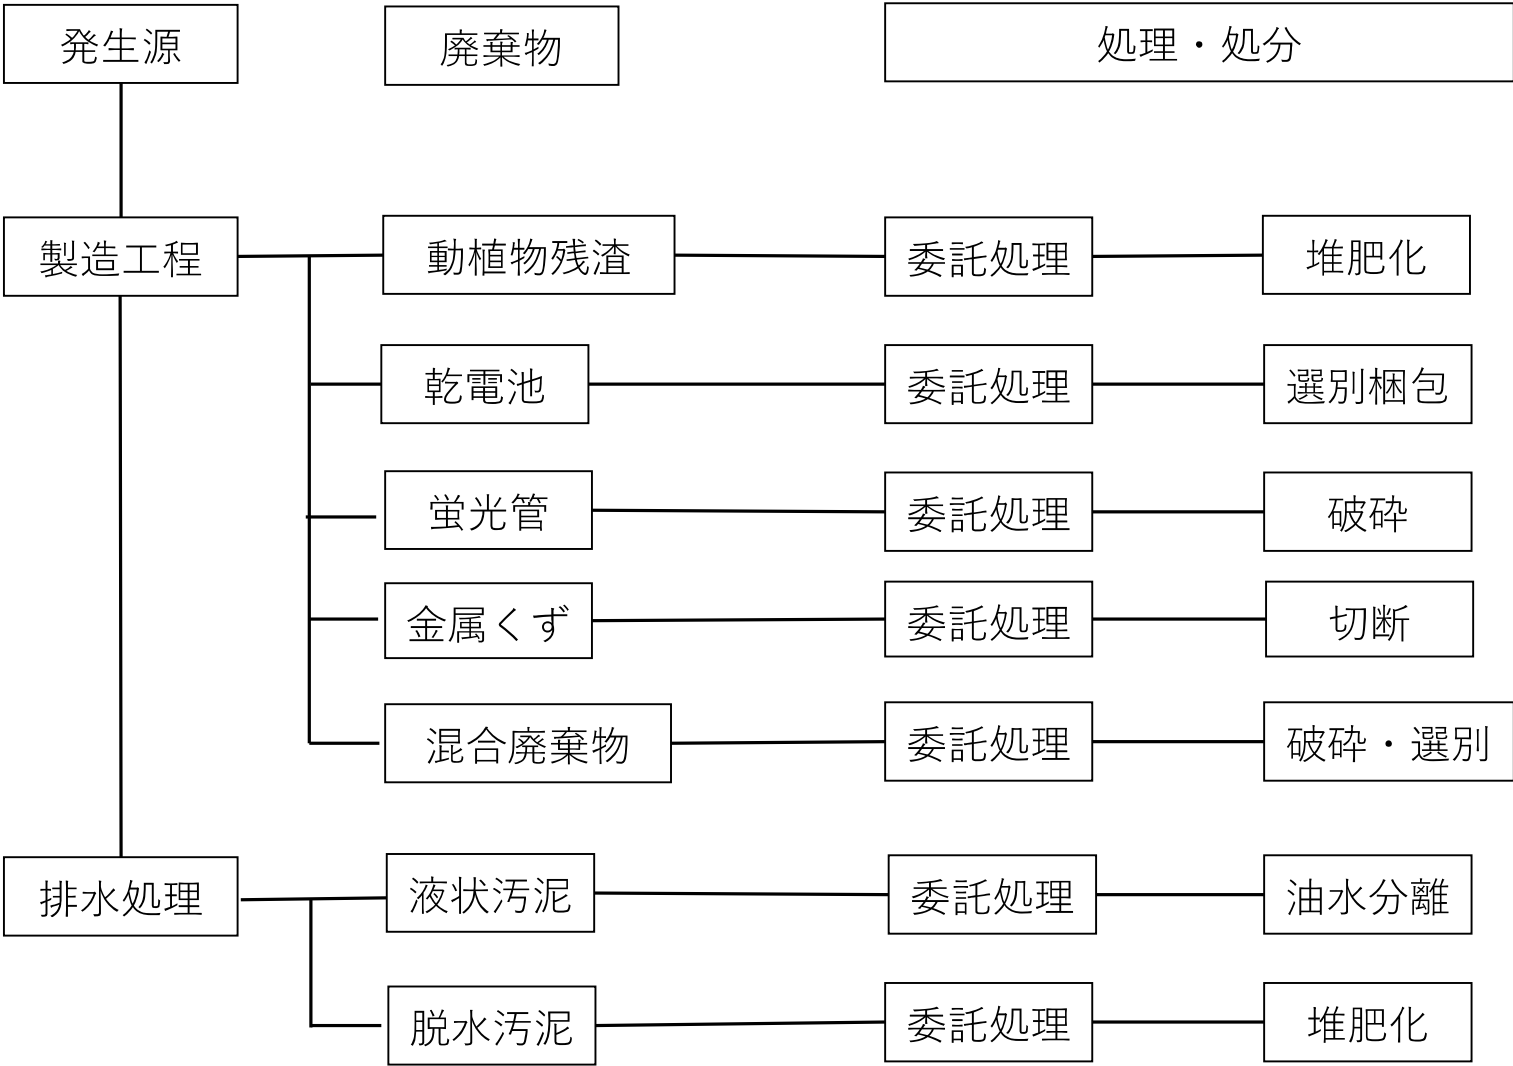 発生源
廃棄物
処理・処分
製造工程
動植物残渣
委託処理
堆肥化
乾電池
委託処理
選別梱包
蛍光管
委託処理
破砕
金属くず
委託処理
切断
混合廃棄物
委託処理
破砕・選別
排水処理
液状汚泥
委託処理
油水分離
脱水汚泥
委託処理
堆肥化